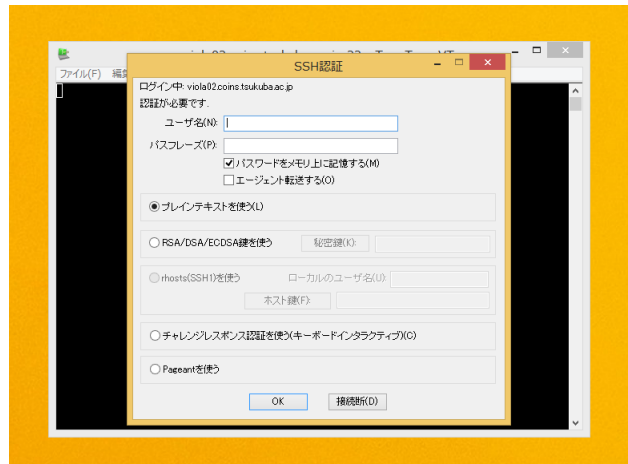 SSH認証
ファイル(F) 編集
ログイン中: viola02.coins.tsukuba.ac.jp
認証が必要です.
ユーザ名(N):
パスフレーズ(P):
パスワードをメモリ上に記憶する(M)
エージェント転送する(O)
プレインテキストを使う(L)
RSA/DSA/ECDSA鍵を使う 秘密鍵(K):
rhosts(SSH1)を使う ローカルのユーザ名(U):
ホスト鍵(F):
チャレンジレスポンス認証を使う(キーボードインタラクティブ)(C)
Pageantを使う
OK 接続断(D)